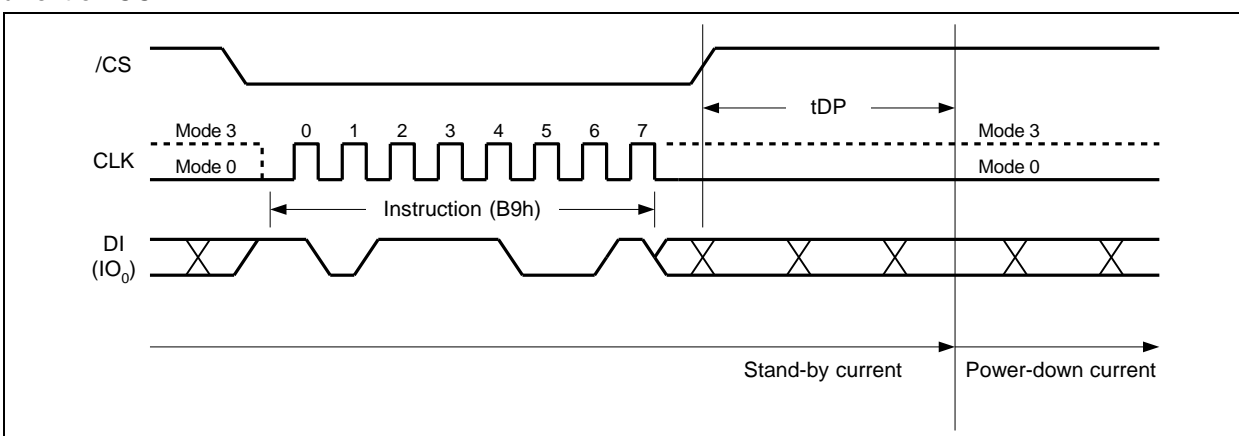 /CS
tDP
Mode 3
0 1 2 3 4 5 6 7
Mode 3
CLK
Mode 0
Mode 0
Instruction (B9h)
DI
(IO0)
Stand-by current
Power-down current